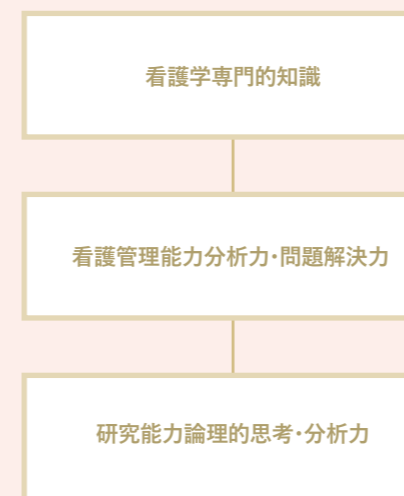 看護学専門的知識
看護管理能力分析力・問題解決力
研究能力論理的思考・分析力